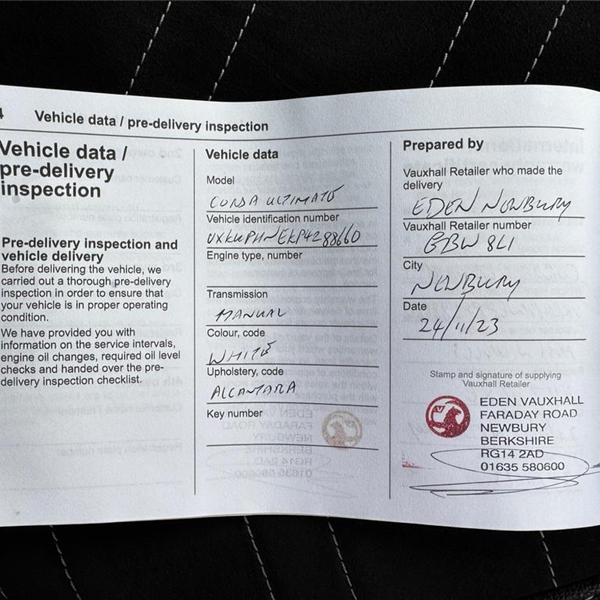 4 Vehicle data / pre-delivery inspection
Vehicle data /
pre-delivery
inspection
Pre-delivery inspection and
vehicle delivery
Before delivering the vehicle, we
carried out a thorough pre-delivery
inspection in order to ensure that
your vehicle is in proper operating
condition.
We have provided you with
information on the service intervals,
engine oil changes, required oil level
checks and handed over the pre-
delivery inspection checklist.
Vehicle data
Model
CORSA ULTIMATE
Vehicle identification number
Engine type, number
Transmission
MANUAL
Colour, code
WHITE
Upholstery, code
ALCANTARA
Key number
Prepared by
Vauxhall Retailer who made the
delivery
EDEN NEWBURY
Vauxhall Retailer number
City
NEWBURY
Date
24/11/23
Stamp and signature of supplying
Vauxhall Retailer
EDEN VAUXHALL
FARADAY ROAD
NEWBURY
BERKSHIRE
RG14 2AD
01635 580600